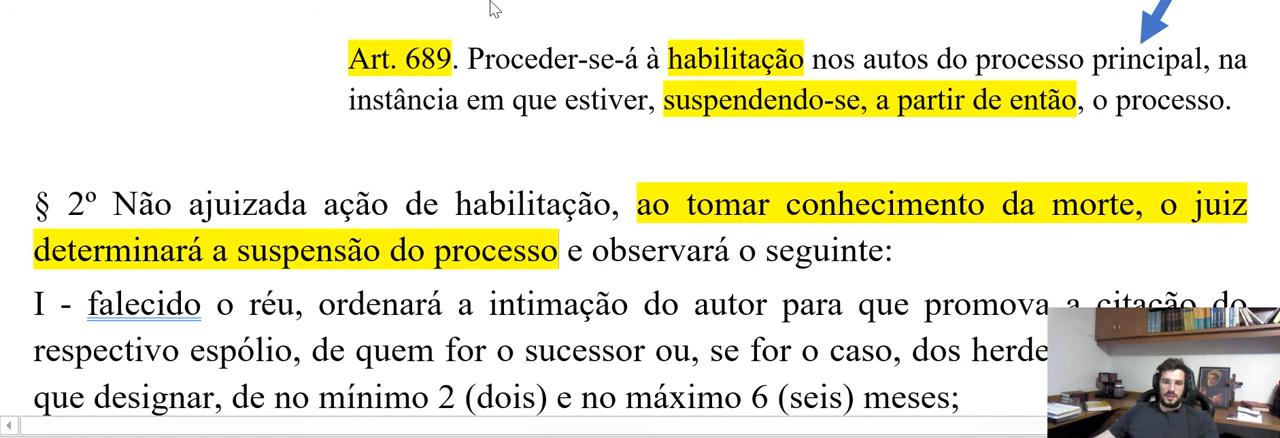 Art. 689. Proceder-se-á à habilitação nos autos do processo principal, na
instância em que estiver, suspendendo-se, a partir de então, o processo.
§ 2º Não ajuizada ação de habilitação, ao tomar conhecimento da morte, o juiz
determinará a suspensão do processo e observará o seguinte:
I - falecido o réu, ordenará a intimação do autor para que promova a citação do
respectivo espólio, de quem for o sucessor ou, se for o caso, dos herde
que designar, de no mínimo 2 (dois) e no máximo 6 (seis) meses;